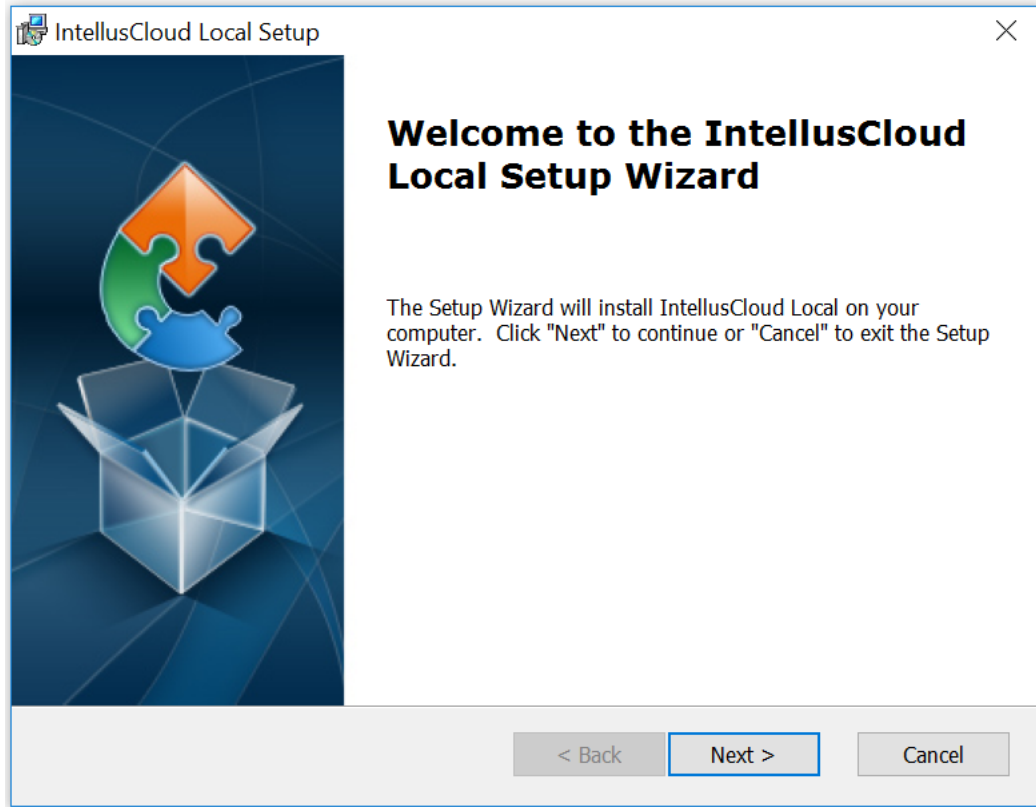 IntellusCloud Local Setup
Welcome to the IntellusCloud
Local Setup Wizard
The Setup Wizard will install IntellusCloud Local on your
computer.  Click "Next" to continue or "Cancel" to exit the Setup
Wizard.
< Back
Next >
Cancel